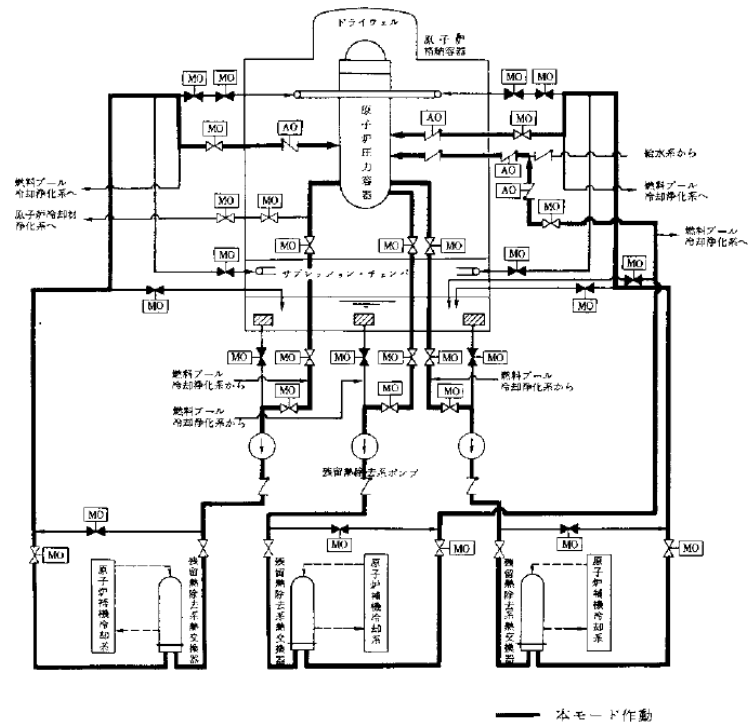 ドライウェル
原子炉
格納容器
MO
MO
MO
MO
原子炉圧力容器
MO
AO
AO
MO
給水系から
AO
AO
燃料プール
冷却浄化系へ
燃料プール
冷却浄化系へ
原子炉冷却材
浄化系へ
MO
MO
MO
燃料プール
冷却浄化系へ
MO
MO
MO
MO
サプレッション・チェンバ
MO
MO
MO
MO
MO
MO
MO
MO
MO
燃料プール
冷却浄化系から
MO
MO
MO
燃料プール
冷却浄化系から
燃料プール
冷却浄化系から
残留熱除去系ポンプ
MO
MO
MO
MO
MO
MO
原子炉補機冷却系
残留熱除去系熱交換器
残留熱除去系熱交換器
原子炉補機冷却系
残留熱除去系熱交換器
原子炉補機冷却系
本モード作動